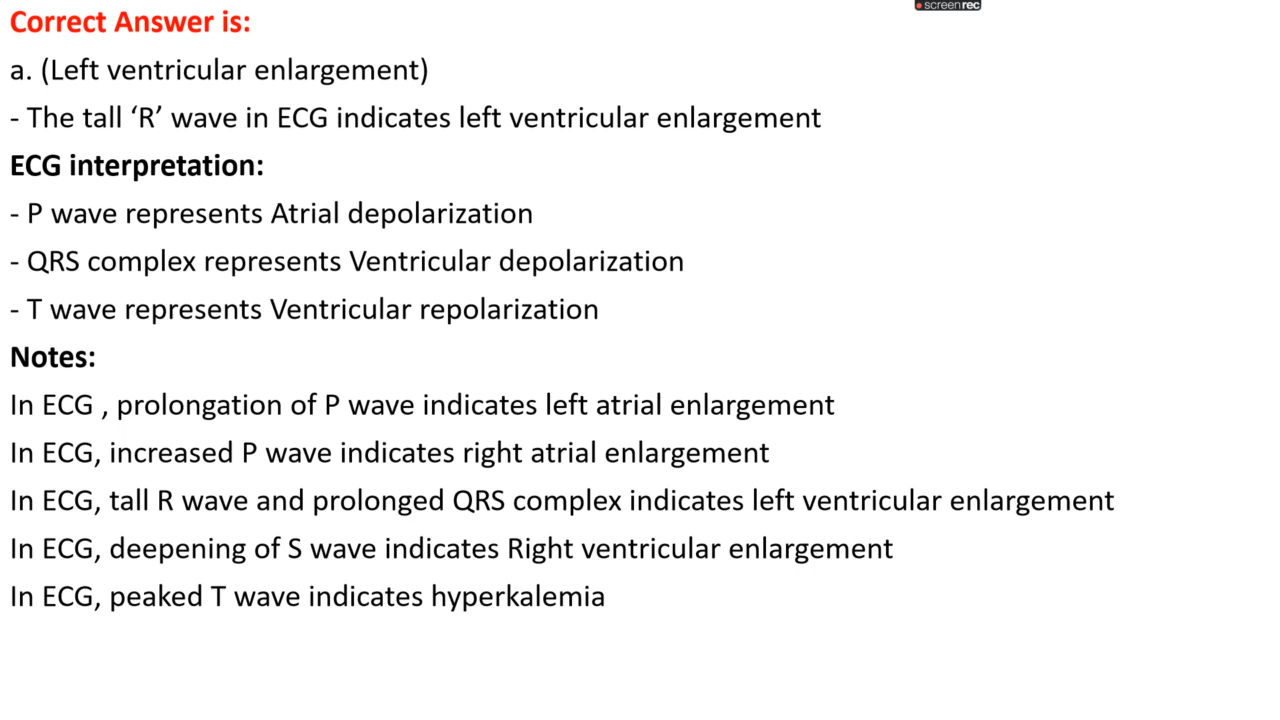 screenrec
Correct Answer is:
a. (Left ventricular enlargement)
- The tall ‘R’ wave in ECG indicates left ventricular enlargement
ECG interpretation:
- P wave represents Atrial depolarization
- QRS complex represents Ventricular depolarization
- T wave represents Ventricular repolarization
Notes:
In ECG , prolongation of P wave indicates left atrial enlargement
In ECG, increased P wave indicates right atrial enlargement
In ECG, tall R wave and prolonged QRS complex indicates left ventricular enlargement
In ECG, deepening of S wave indicates Right ventricular enlargement
In ECG, peaked T wave indicates hyperkalemia